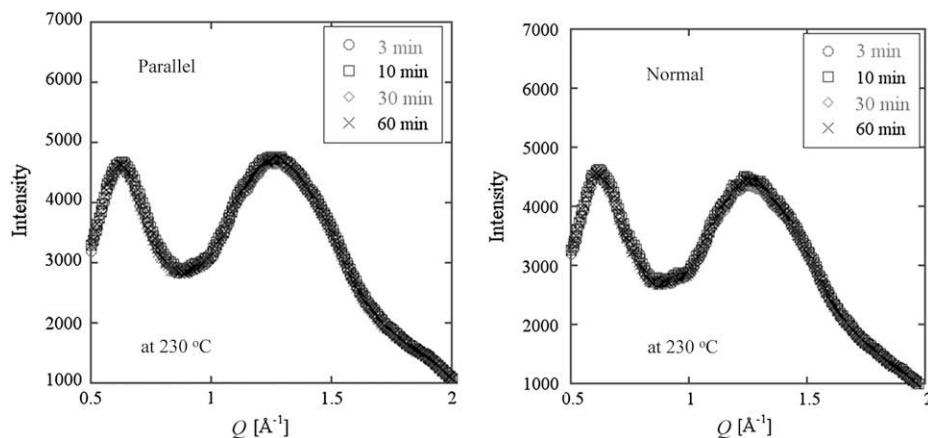 7000
6000
5000
4000
3000
2000
1000
Intensity
Parallel
3 min
10 min
30 min
60 min
at 230 °C
0.5
1
1.5
2
Q [Å⁻¹]
7000
6000
5000
4000
3000
2000
1000
Intensity
Normal
3 min
10 min
30 min
60 min
at 230 °C
0.5
1
1.5
2
Q [Å⁻¹]